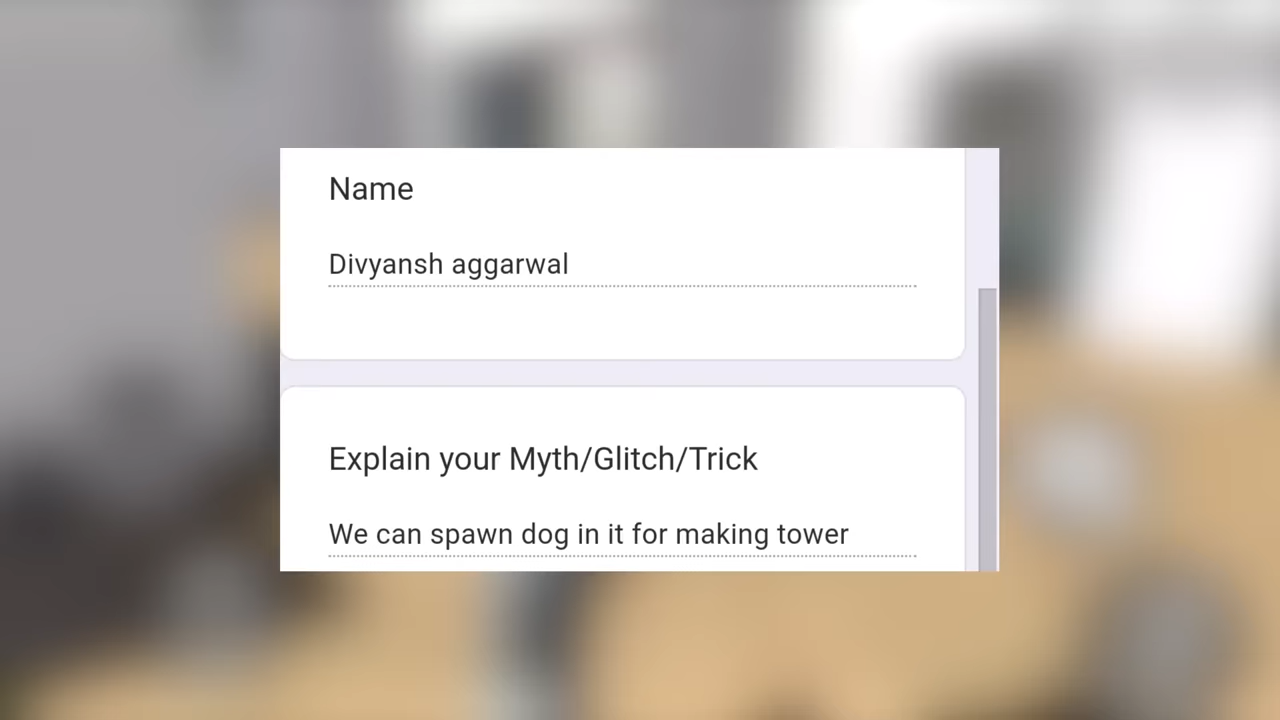 Name
Divyansh aggarwal
Explain your Myth/Glitch/Trick
We can spawn dog in it for making tower